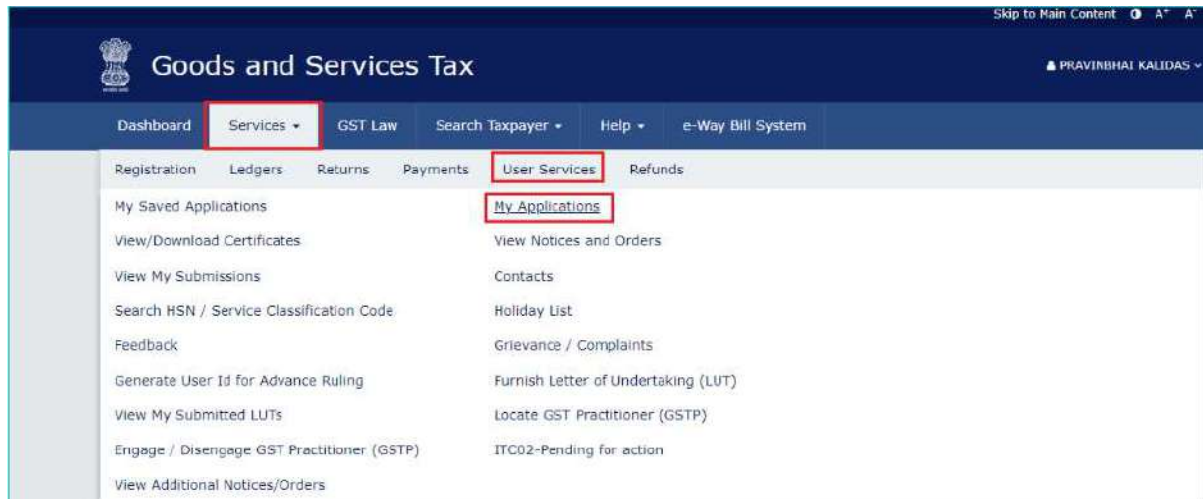 Skip to Main Content A+ A-
Goods and Services Tax
PRAVINBHAI KALIDAS
Dashboard Services GST Law Search Taxpayer Help e-Way Bill System
Registration Ledgers Returns Payments User Services Refunds
My Saved Applications My Applications
View/Download Certificates View Notices and Orders
View My Submissions Contacts
Search HSN / Service Classification Code Holiday List
Feedback Grievance / Complaints
Generate User Id for Advance Ruling Furnish Letter of Undertaking (LUT)
View My Submitted LUTs Locate GST Practitioner (GSTP)
Engage / Disengage GST Practitioner (GSTP) ITC02-Pending for action
View Additional Notices/Orders